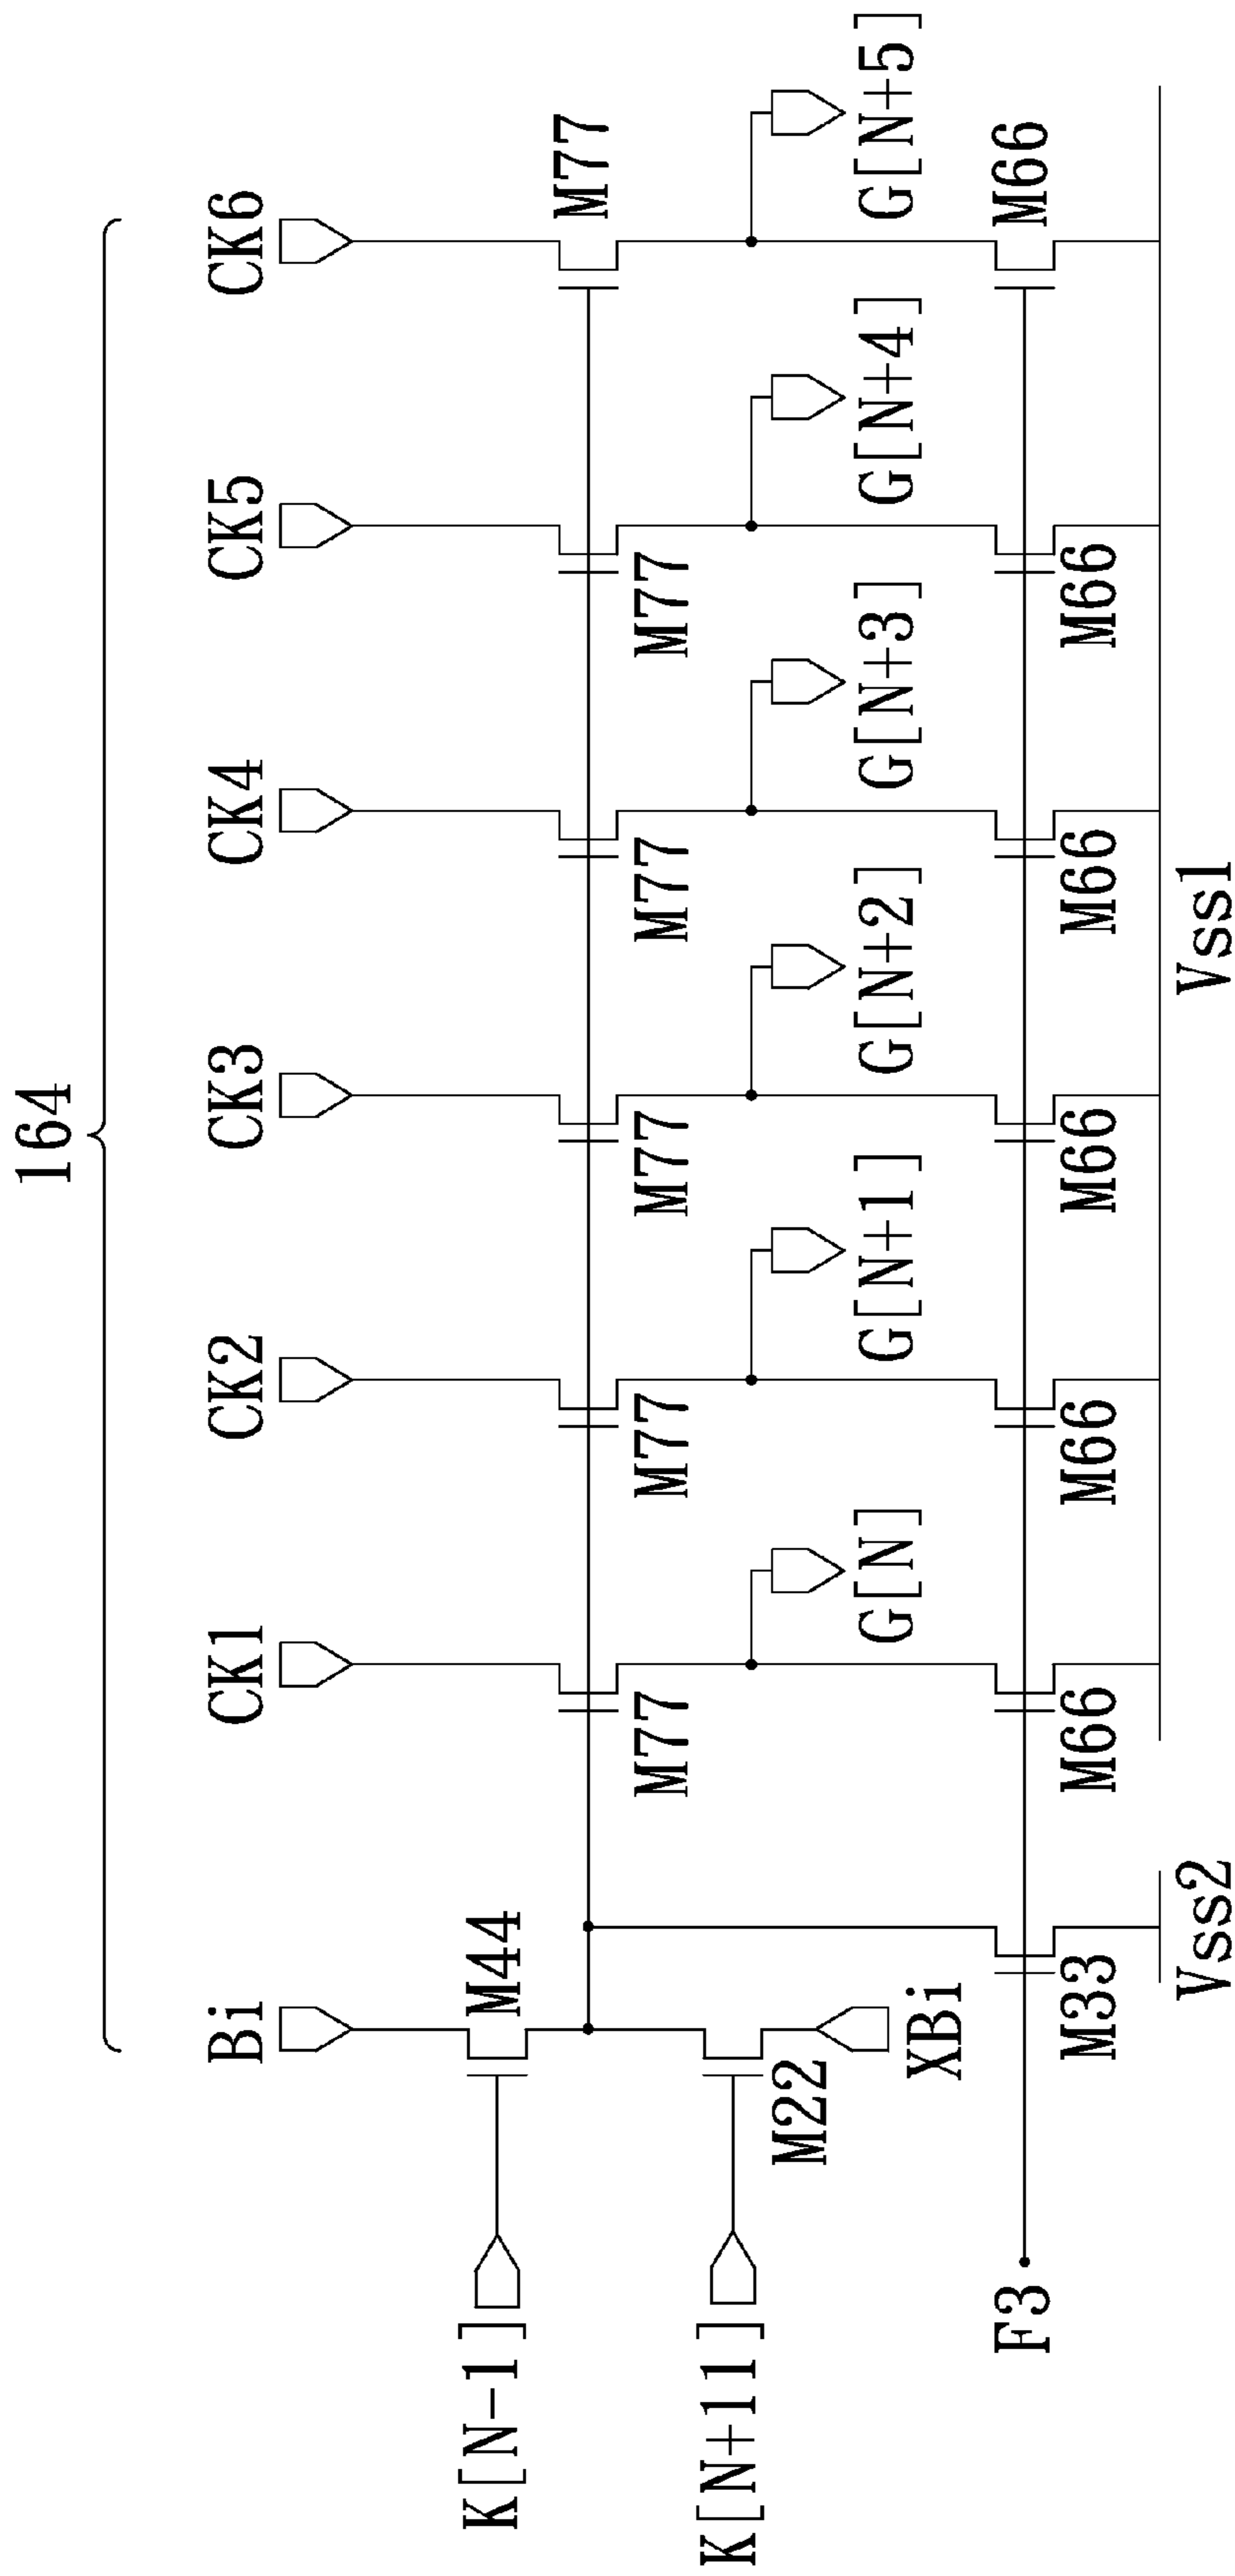 164
Bi
CK1
CK2
CK3
CK4
CK5
CK6
K[N-1]
M44
M77
M77
M77
M77
M77
M77
K[N+11]
M22
XBi
G[N]
G[N+1]
G[N+2]
G[N+3]
G[N+4]
G[N+5]
F3
M33
M66
M66
M66
M66
M66
M66
Vss2
Vss1